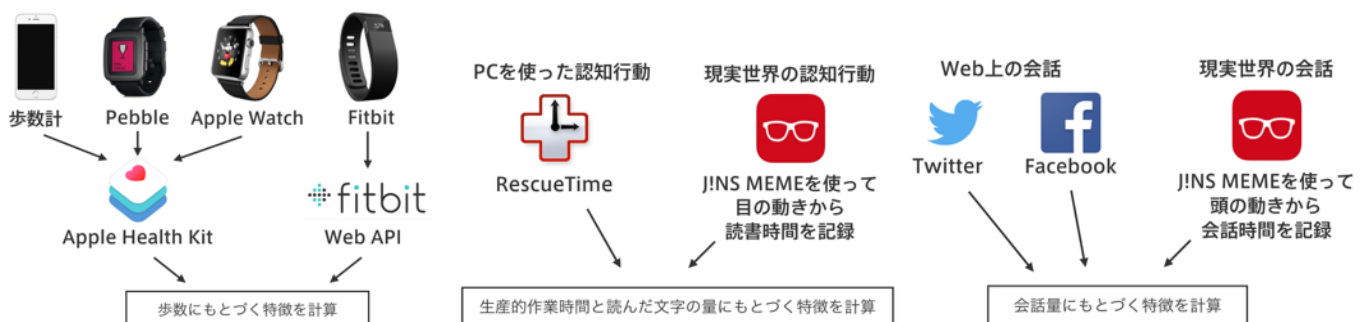 歩数計
Pebble
Apple Watch
Fitbit
Apple Health Kit
fitbit
Web API
歩数にもとづく特徴を計算
PCを使った認知行動
RescueTime
現実世界の認知行動
J!NS MEMEを使って
目の動きから
読書時間を記録
生産的作業時間と読んだ文字の量にもとづく特徴を計算
Web上の会話
Twitter
Facebook
現実世界の会話
J!NS MEMEを使って
頭の動きから
会話時間を記録
会話量にもとづく特徴を計算